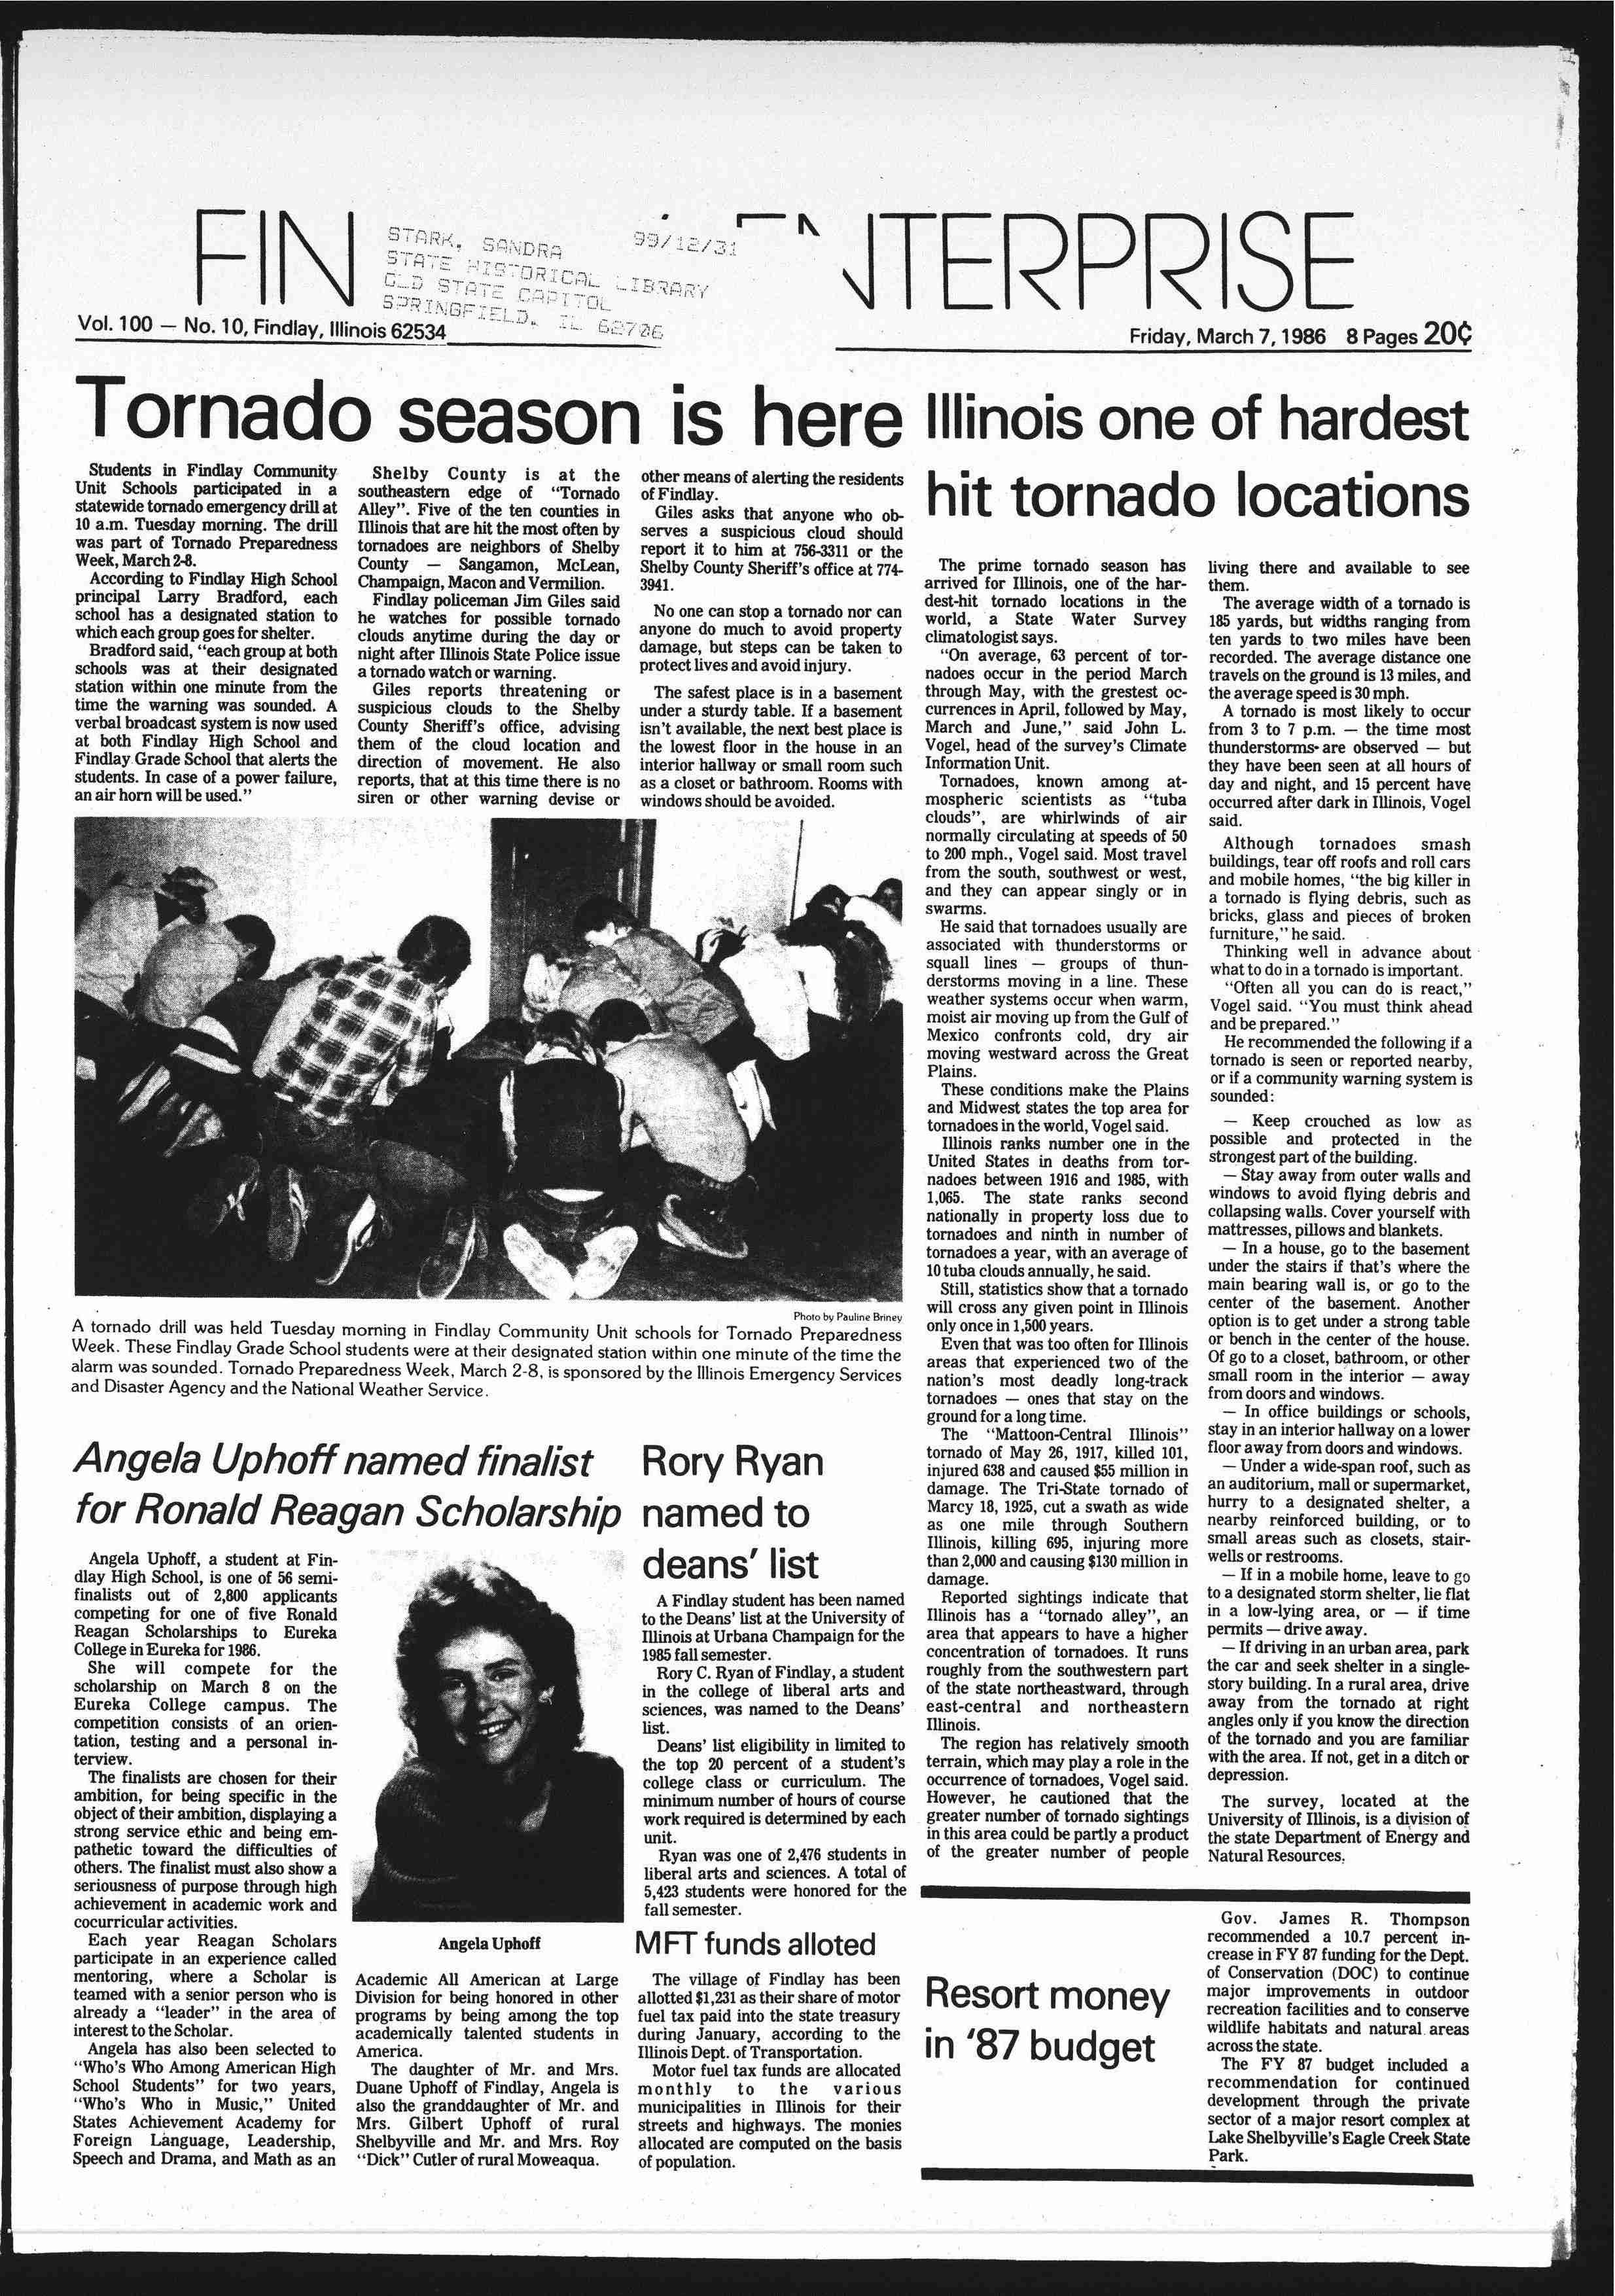 FIN
NTERPRISE
STARK, SANDRA 99/12/31
STATE HISTORICAL LIBRARY
OLD STATE CAPITOL
SPRINGFIELD, IL 62706
Vol. 100 — No. 10, Findlay, Illinois 62534
Friday, March 7, 1986 8 Pages 20¢
Tornado season is here
Students in Findlay Community
Unit Schools participated in a
statewide tornado emergency drill at
10 a.m. Tuesday morning. The drill
was part of Tornado Preparedness
Week, March 2-8.
According to Findlay High School
principal Larry Bradford, each
school has a designated station to
which each group goes for shelter.
Bradford said, “each group at both
schools was at their designated
station within one minute from the
time the warning was sounded. A
verbal broadcast system is now used
at both Findlay High School and
Findlay Grade School that alerts the
students. In case of a power failure,
an air horn will be used.”
Shelby County is at the
southeastern edge of “Tornado
Alley”. Five of the ten counties in
Illinois that are hit the most often by
tornadoes are neighbors of Shelby
County — Sangamon, McLean,
Champaign, Macon and Vermilion.
Findlay policeman Jim Giles said
he watches for possible tornado
clouds anytime during the day or
night after Illinois State Police issue
a tornado watch or warning.
Giles reports threatening or
suspicious clouds to the Shelby
County Sheriff’s office, advising
them of the cloud location and
direction of movement. He also
reports, that at this time there is no
siren or other warning devise or
other means of alerting the residents
of Findlay.
Giles asks that anyone who ob-
serves a suspicious cloud should
report it to him at 756-3311 or the
Shelby County Sheriff’s office at 774-
3941.
No one can stop a tornado nor can
anyone do much to avoid property
damage, but steps can be taken to
protect lives and avoid injury.
The safest place is in a basement
under a sturdy table. If a basement
isn’t available, the next best place is
the lowest floor in the house in an
interior hallway or small room such
as a closet or bathroom. Rooms with
windows should be avoided.
Photo by Pauline Briney
A tornado drill was held Tuesday morning in Findlay Community Unit schools for Tornado Preparedness
Week. These Findlay Grade School students were at their designated station within one minute of the time the
alarm was sounded. Tornado Preparedness Week, March 2-8, is sponsored by the Illinois Emergency Services
and Disaster Agency and the National Weather Service.
Illinois one of hardest
hit tornado locations
The prime tornado season has
arrived for Illinois, one of the har-
dest-hit tornado locations in the
world, a State Water Survey
climatologist says.
“On average, 63 percent of tor-
nadoes occur in the period March
through May, with the grestest oc-
currences in April, followed by May,
March and June,” said John L.
Vogel, head of the survey’s Climate
Information Unit.
Tornadoes, known among at-
mospheric scientists as “tuba
clouds”, are whirlwinds of air
normally circulating at speeds of 50
to 200 mph., Vogel said. Most travel
from the south, southwest or west,
and they can appear singly or in
swarms.
He said that tornadoes usually are
associated with thunderstorms or
squall lines — groups of thun-
derstorms moving in a line. These
weather systems occur when warm,
moist air moving up from the Gulf of
Mexico confronts cold, dry air
moving westward across the Great
Plains.
These conditions make the Plains
and Midwest states the top area for
tornadoes in the world, Vogel said.
Illinois ranks number one in the
United States in deaths from tor-
nadoes between 1916 and 1985, with
1,065. The state ranks second
nationally in property loss due to
tornadoes and ninth in number of
tornadoes a year, with an average of
10 tuba clouds annually, he said.
Still, statistics show that a tornado
will cross any given point in Illinois
only once in 1,500 years.
Even that was too often for Illinois
areas that experienced two of the
nation’s most deadly long-track
tornadoes — ones that stay on the
ground for a long time.
The “Mattoon-Central Illinois”
tornado of May 26, 1917, killed 101,
injured 638 and caused $55 million in
damage. The Tri-State tornado of
Marcy 18, 1925, cut a swath as wide
as one mile through Southern
Illinois, killing 695, injuring more
than 2,000 and causing $130 million in
damage.
Reported sightings indicate that
Illinois has a “tornado alley”, an
area that appears to have a higher
concentration of tornadoes. It runs
roughly from the southwestern part
of the state northeastward, through
east-central and northeastern
Illinois.
The region has relatively smooth
terrain, which may play a role in the
occurrence of tornadoes, Vogel said.
However, he cautioned that the
greater number of tornado sightings
in this area could be partly a product
of the greater number of people
living there and available to see
them.
The average width of a tornado is
185 yards, but widths ranging from
ten yards to two miles have been
recorded. The average distance one
travels on the ground is 13 miles, and
the average speed is 30 mph.
A tornado is most likely to occur
from 3 to 7 p.m. — the time most
thunderstorms are observed — but
they have been seen at all hours of
day and night, and 15 percent have
occurred after dark in Illinois, Vogel
said.
Although tornadoes smash
buildings, tear off roofs and roll cars
and mobile homes, “the big killer in
a tornado is flying debris, such as
bricks, glass and pieces of broken
furniture,” he said.
Thinking well in advance about
what to do in a tornado is important.
“Often all you can do is react,”
Vogel said. “You must think ahead
and be prepared.”
He recommended the following if a
tornado is seen or reported nearby,
or if a community warning system is
sounded:
— Keep crouched as low as
possible and protected in the
strongest part of the building.
— Stay away from outer walls and
windows to avoid flying debris and
collapsing walls. Cover yourself with
mattresses, pillows and blankets.
— In a house, go to the basement
under the stairs if that’s where the
main bearing wall is, or go to the
center of the basement. Another
option is to get under a strong table
or bench in the center of the house.
Of go to a closet, bathroom, or other
small room in the interior — away
from doors and windows.
— In office buildings or schools,
stay in an interior hallway on a lower
floor away from doors and windows.
— Under a wide-span roof, such as
an auditorium, mall or supermarket,
hurry to a designated shelter, a
nearby reinforced building, or to
small areas such as closets, stair-
wells or restrooms.
— If in a mobile home, leave to go
to a designated storm shelter, lie flat
in a low-lying area, or — if time
permits — drive away.
— If driving in an urban area, park
the car and seek shelter in a single-
story building. In a rural area, drive
away from the tornado at right
angles only if you know the direction
of the tornado and you are familiar
with the area. If not, get in a ditch or
depression.
The survey, located at the
University of Illinois, is a division of
the state Department of Energy and
Natural Resources.
Angela Uphoff named finalist
for Ronald Reagan Scholarship
Angela Uphoff, a student at Fin-
dlay High School, is one of 56 semi-
finalists out of 2,800 applicants
competing for one of five Ronald
Reagan Scholarships to Eureka
College in Eureka for 1986.
She will compete for the
scholarship on March 8 on the
Eureka College campus. The
competition consists of an orien-
tation, testing and a personal in-
terview.
The finalists are chosen for their
ambition, for being specific in the
object of their ambition, displaying a
strong service ethic and being em-
pathetic toward the difficulties of
others. The finalist must also show a
seriousness of purpose through high
achievement in academic work and
cocurricular activities.
Each year Reagan Scholars
participate in an experience called
mentoring, where a Scholar is
teamed with a senior person who is
already a “leader” in the area of
interest to the Scholar.
Angela has also been selected to
“Who’s Who Among American High
School Students” for two years,
“Who’s Who in Music,” United
States Achievement Academy for
Foreign Language, Leadership,
Speech and Drama, and Math as an
Angela Uphoff
Academic All American at Large
Division for being honored in other
programs by being among the top
academically talented students in
America.
The daughter of Mr. and Mrs.
Duane Uphoff of Findlay, Angela is
also the granddaughter of Mr. and
Mrs. Gilbert Uphoff of rural
Shelbyville and Mr. and Mrs. Roy
“Dick” Cutler of rural Moweaqua.
Rory Ryan
named to
deans’ list
A Findlay student has been named
to the Deans’ list at the University of
Illinois at Urbana Champaign for the
1985 fall semester.
Rory C. Ryan of Findlay, a student
in the college of liberal arts and
sciences, was named to the Deans’
list.
Deans’ list eligibility in limited to
the top 20 percent of a student’s
college class or curriculum. The
minimum number of hours of course
work required is determined by each
unit.
Ryan was one of 2,476 students in
liberal arts and sciences. A total of
5,423 students were honored for the
fall semester.
MFT funds alloted
The village of Findlay has been
allotted $1,231 as their share of motor
fuel tax paid into the state treasury
during January, according to the
Illinois Dept. of Transportation.
Motor fuel tax funds are allocated
monthly to the various
municipalities in Illinois for their
streets and highways. The monies
allocated are computed on the basis
of population.
Resort money
in ’87 budget
Gov. James R. Thompson
recommended a 10.7 percent in-
crease in FY 87 funding for the Dept.
of Conservation (DOC) to continue
major improvements in outdoor
recreation facilities and to conserve
wildlife habitats and natural areas
across the state.
The FY 87 budget included a
recommendation for continued
development through the private
sector of a major resort complex at
Lake Shelbyville’s Eagle Creek State
Park.